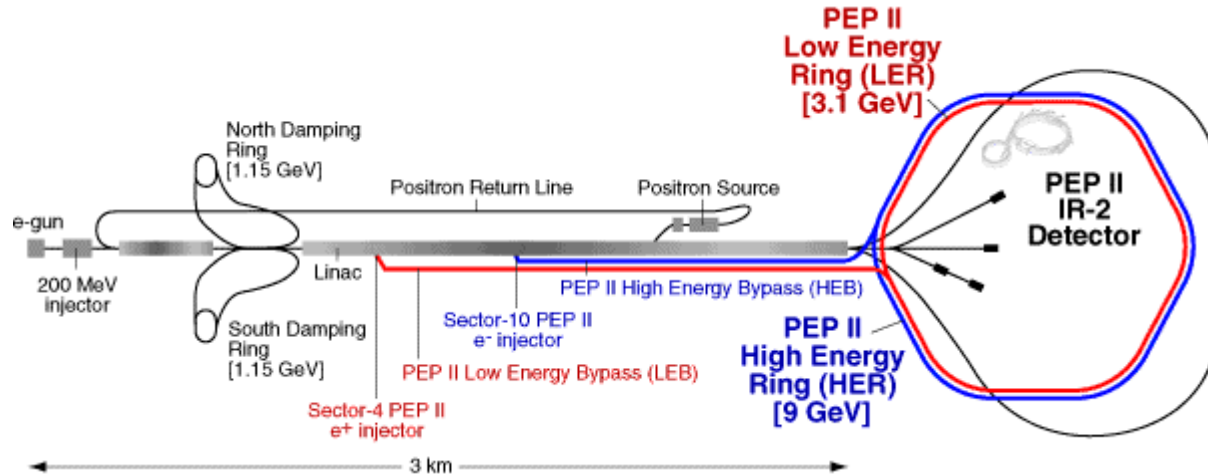 PEP II
Low Energy
Ring (LER)
[3.1 GeV]
North Damping
Ring
[1.15 GeV]
Positron Return Line
Positron Source
e-gun
PEP II
IR-2
Detector
Linac
200 MeV
injector
PEP II High Energy Bypass (HEB)
South Damping
Ring
[1.15 GeV]
Sector-10 PEP II
e- injector
PEP II Low Energy Bypass (LEB)
PEP II
High Energy
Ring (HER)
[9 GeV]
Sector-4 PEP II
e+ injector
3 km